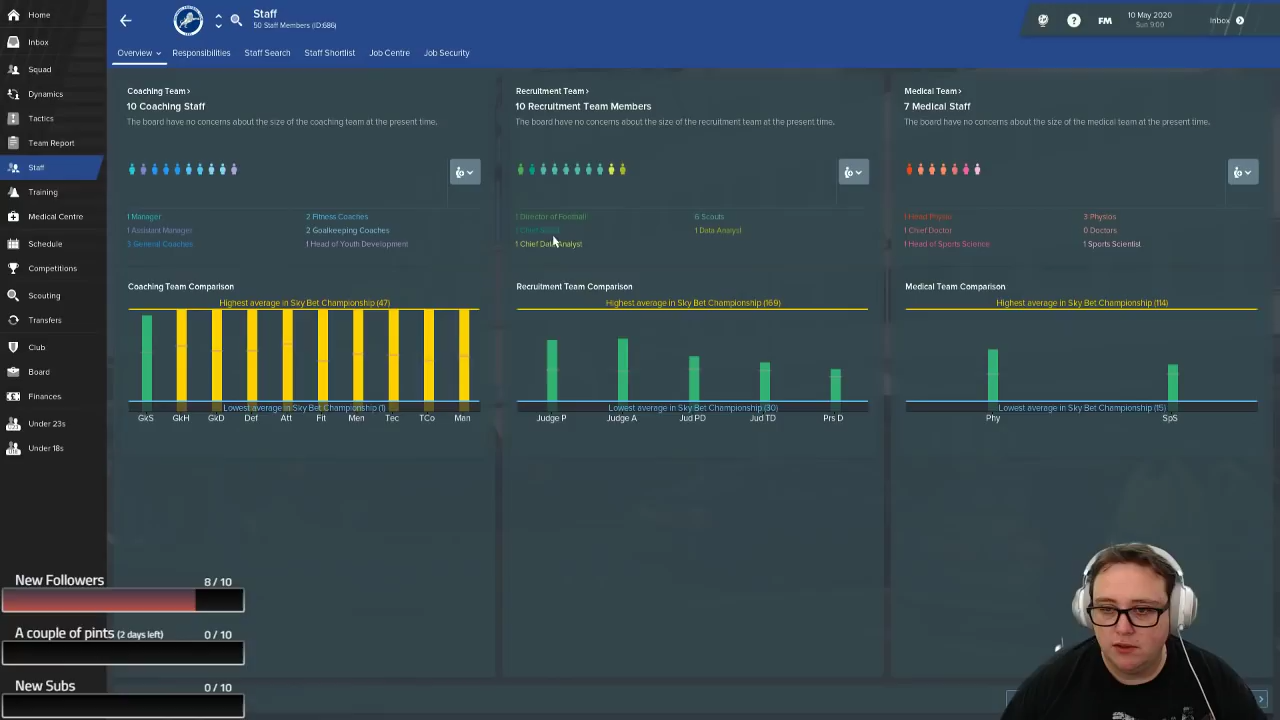 Home
Inbox
Squad
Dynamics
Tactics
Team Report
Staff
Training
Medical Centre
Schedule
Competitions
Scouting
Transfers
Club
Board
Finances
Under 23s
Under 18s
Staff
50 Staff Members (ID:686)
FM
10 May 2020
Sun 9:00
Inbox
Overview
Responsibilities
Staff Search
Staff Shortlist
Job Centre
Job Security
Coaching Team >
10 Coaching Staff
The board have no concerns about the size of the coaching team at the present time.
1 Manager
2 Fitness Coaches
1 Assistant Manager
2 Goalkeeping Coaches
3 General Coaches
1 Head of Youth Development
Coaching Team Comparison
Highest average in Sky Bet Championship (47)
Lowest average in Sky Bet Championship (1)
GkS GkH GkD Def Att Fit Men Tec TCo Man
Recruitment Team >
10 Recruitment Team Members
The board have no concerns about the size of the recruitment team at the present time.
1 Director of Football
6 Scouts
1 Chief Scout
1 Data Analyst
1 Chief Data Analyst
Recruitment Team Comparison
Highest average in Sky Bet Championship (169)
Lowest average in Sky Bet Championship (30)
Judge P Judge A Jud PD Jud TD Prs D
Medical Team >
7 Medical Staff
The board have no concerns about the size of the medical team at the present time.
1 Head Physio
3 Physios
1 Chief Doctor
0 Doctors
1 Head of Sports Science
1 Sports Scientist
Medical Team Comparison
Highest average in Sky Bet Championship (114)
Lowest average in Sky Bet Championship (15)
Phy SpS
New Followers 8 / 10
A couple of pints (2 days left) 0 / 10
New Subs 0 / 10